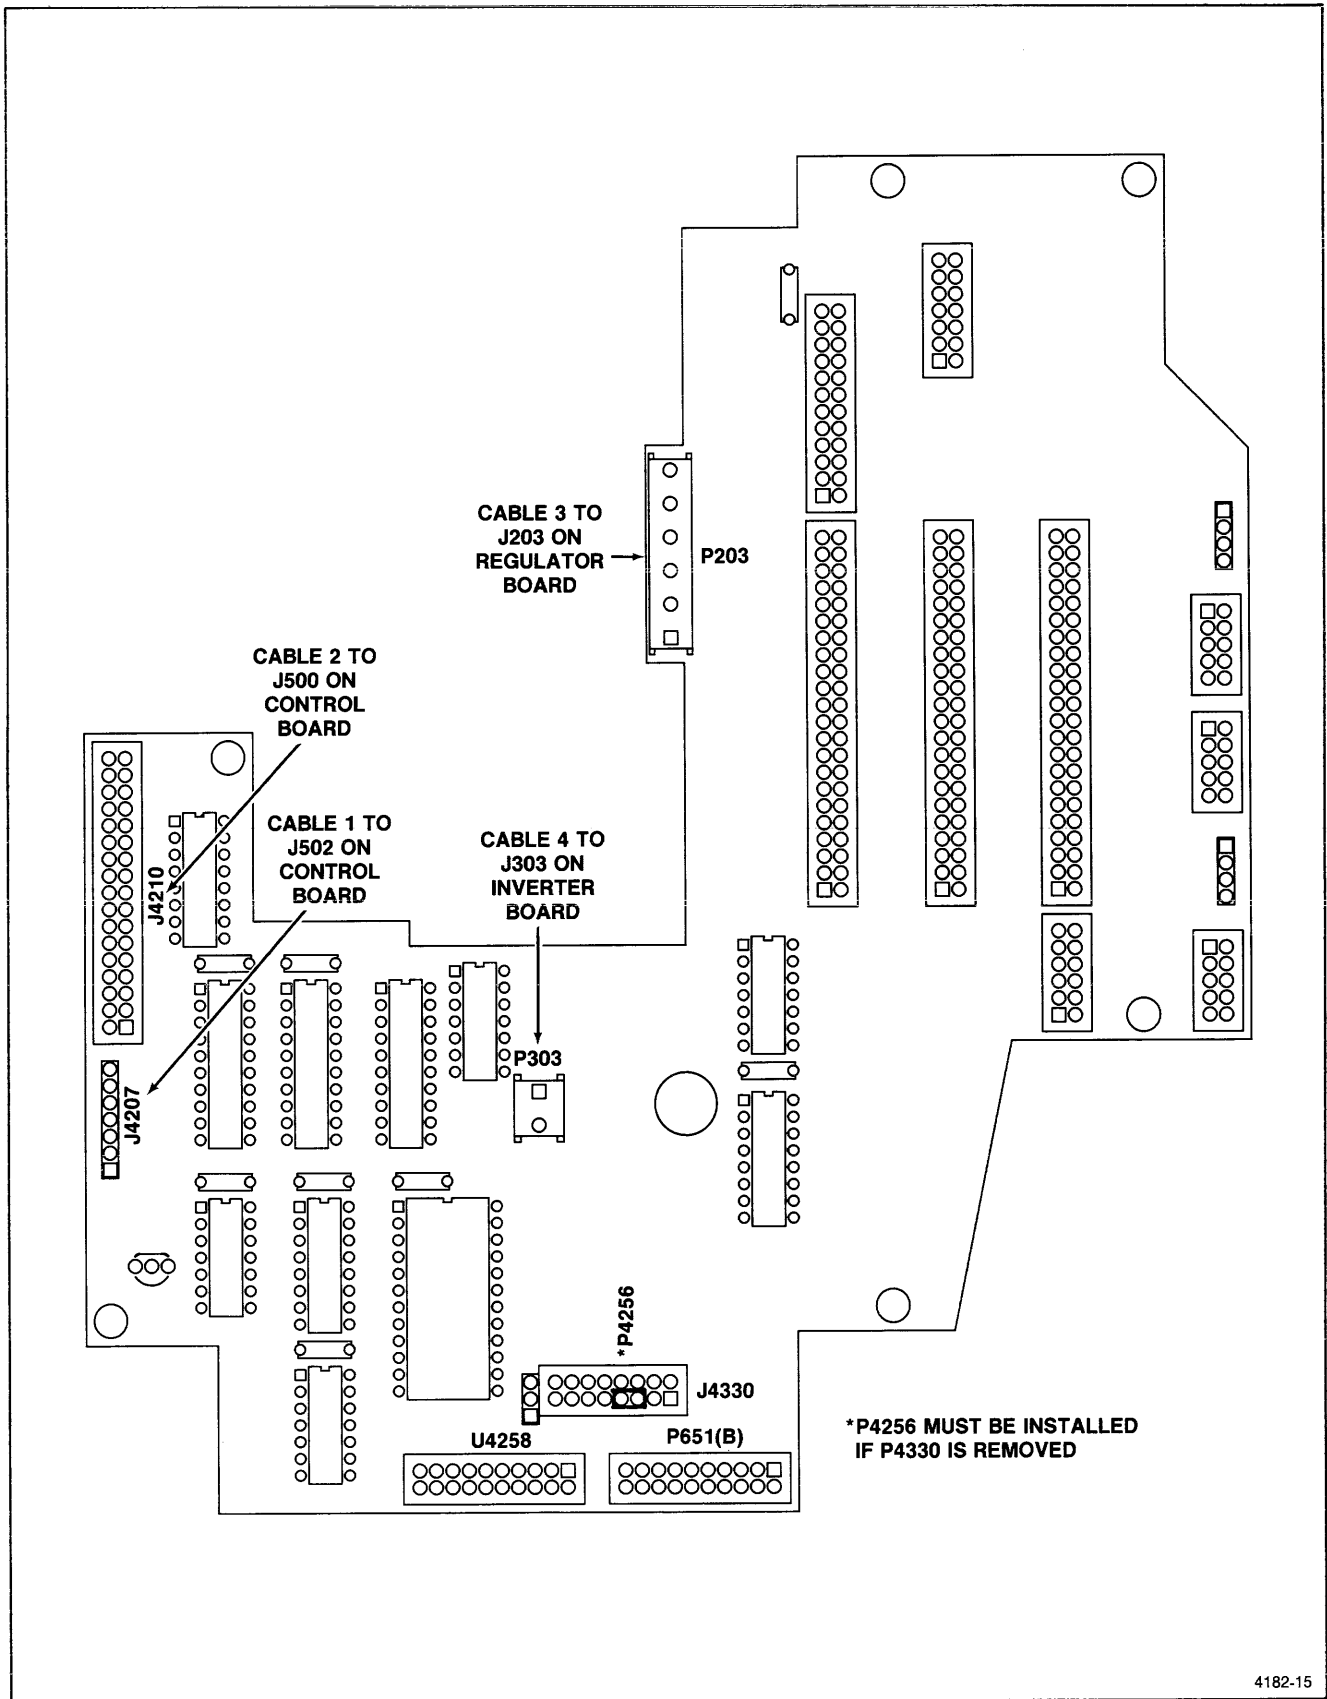 CABLE 3 TO
J203 ON
REGULATOR
BOARD
P203
CABLE 2 TO
J500 ON
CONTROL
BOARD
J4210
CABLE 1 TO
J502 ON
CONTROL
BOARD
J4207
CABLE 4 TO
J303 ON
INVERTER
BOARD
P303
*P4256
J4330
U4258
P651(B)
*P4256 MUST BE INSTALLED
IF P4330 IS REMOVED
4182-15